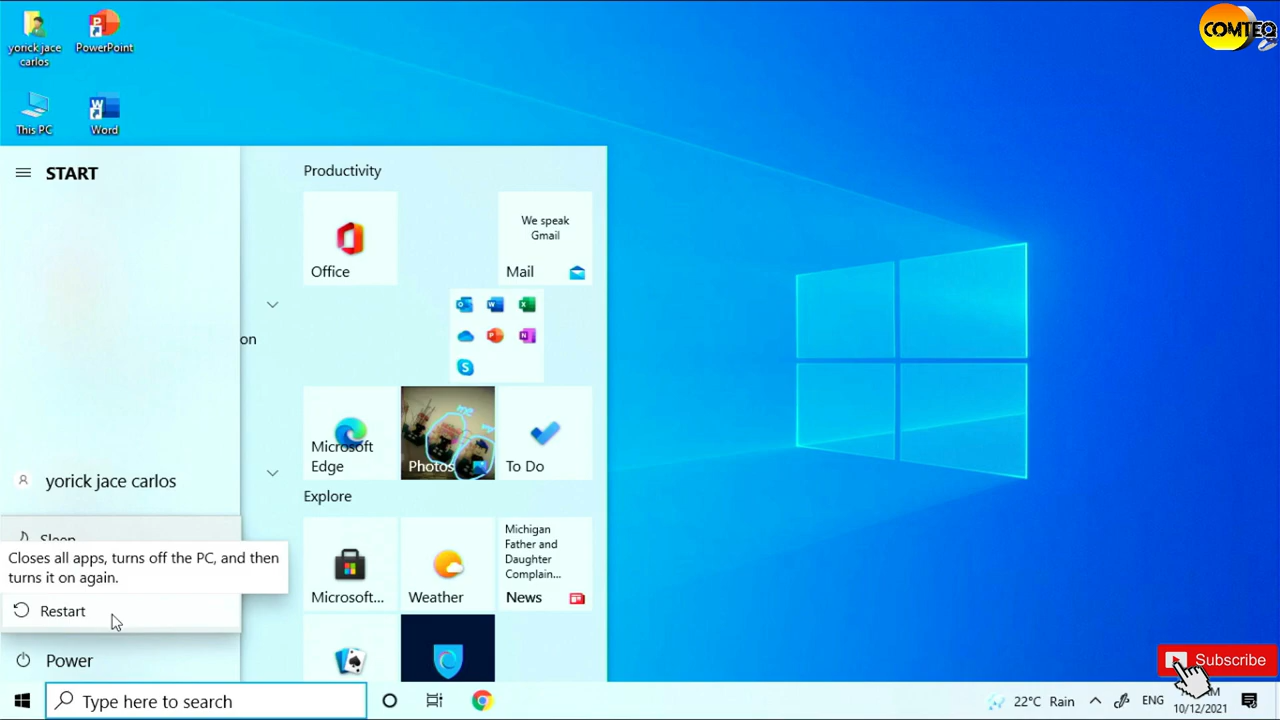 COMTEQ
yorick jace
carlos
PowerPoint
This PC
Word
START
Productivity
Office
We speak
Gmail
Mail
on
Microsoft
Edge
Photos
To Do
yorick jace carlos
Explore
Sleep
Closes all apps, turns off the PC, and then
turns it on again.
Restart
Power
Microsoft...
Weather
Michigan
Father and
Daughter
Complain...
News
Subscribe
Type here to search
22°C Rain
ENG
AM
10/12/2021